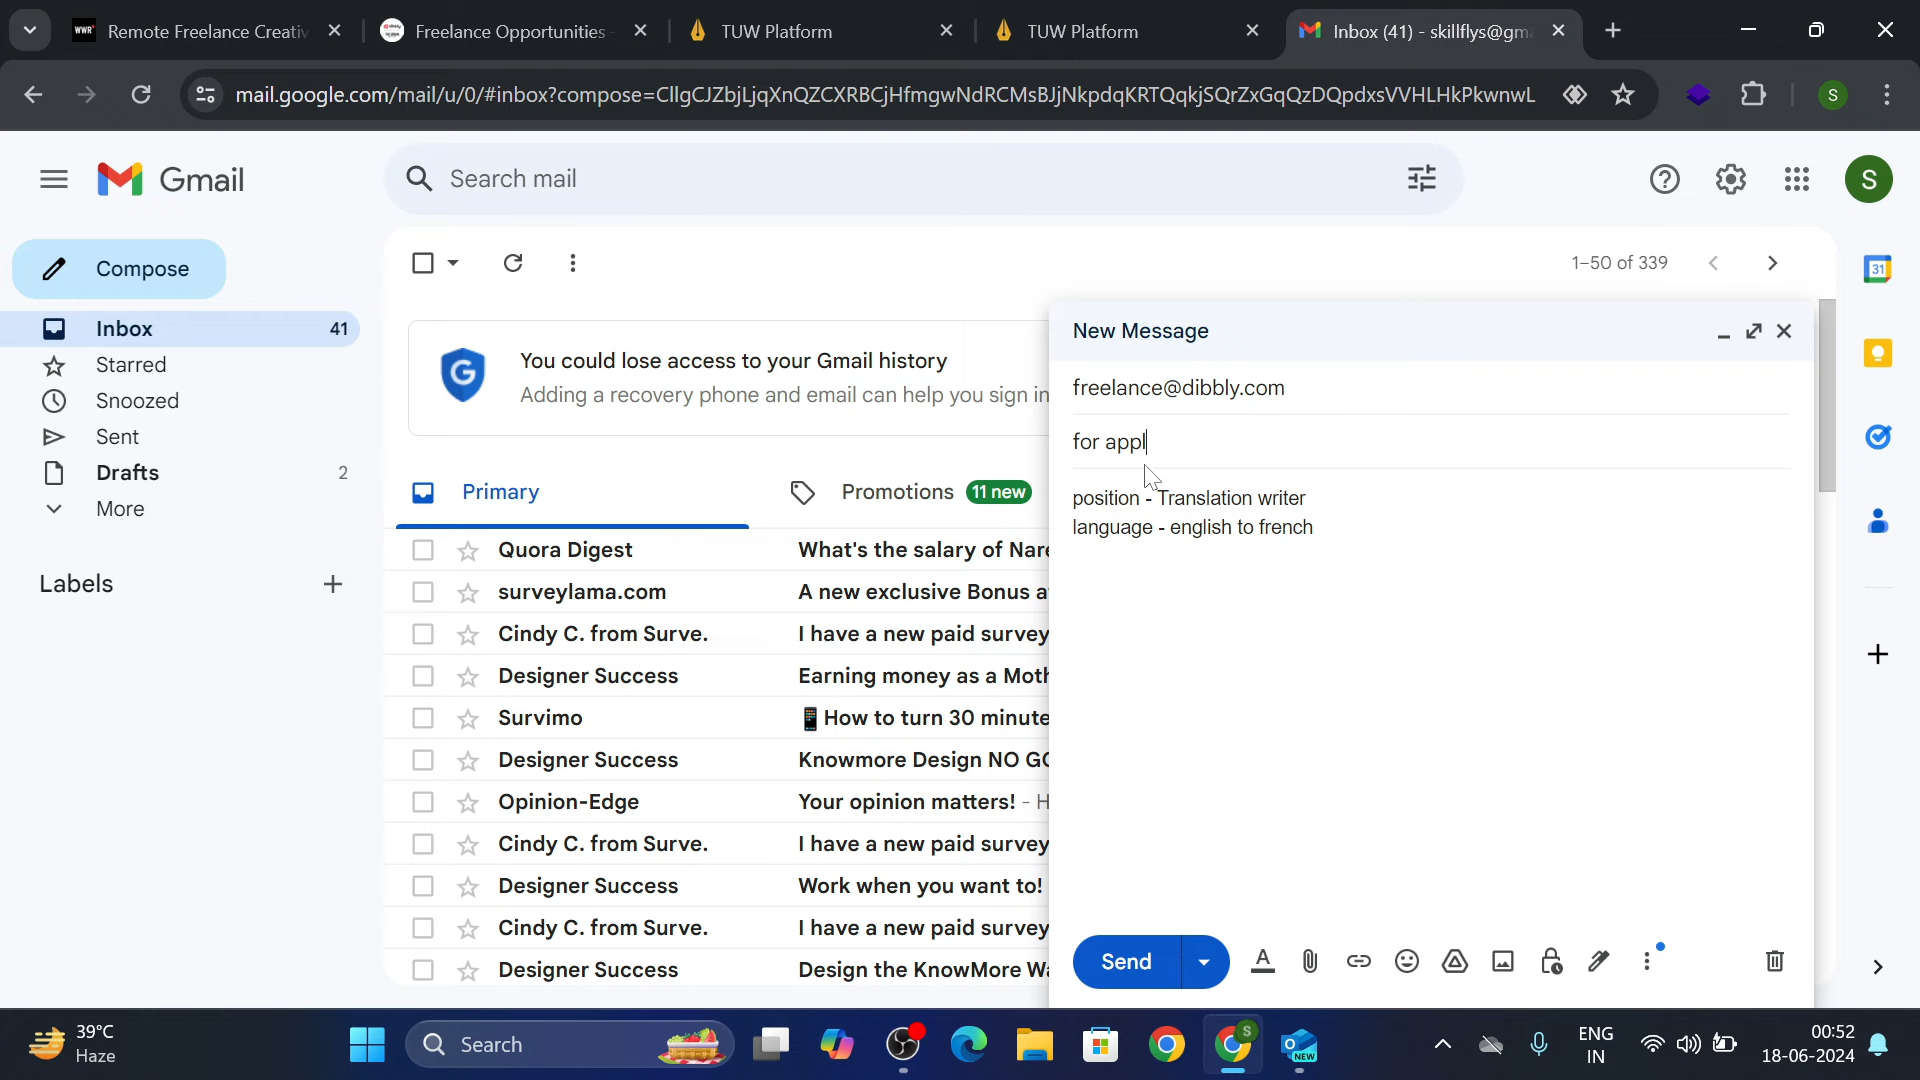 WWR Remote Freelance Creativ
Freelance Opportunities -
TUW Platform
TUW Platform
Inbox (41) - skillflys@gm
mail.google.com/mail/u/0/#inbox?compose=
S
Gmail
Search mail
S
Compose
1–50 of 339
Inbox 41
Starred
Snoozed
Sent
Drafts 2
More
Labels
31
You could lose access to your Gmail history
Adding a recovery phone and email can help you sign in
Primary
Promotions 11 new
Quora Digest What's the salary of Nare
surveylama.com A new exclusive Bonus a
Cindy C. from Surve. I have a new paid survey
Designer Success Earning money as a Moth
Survimo 📱How to turn 30 minute
Designer Success Knowmore Design NO GO
Opinion-Edge Your opinion matters! - H
Cindy C. from Surve. I have a new paid survey
Designer Success Work when you want to!
Cindy C. from Surve. I have a new paid survey
Designer Success Design the KnowMore Wa
New Message
freelance@dibbly.com
for appl
position - Translation writer
language - english to french
Send
39°C
Haze
Search
S
NEW
ENG
IN
00:52
18-06-2024